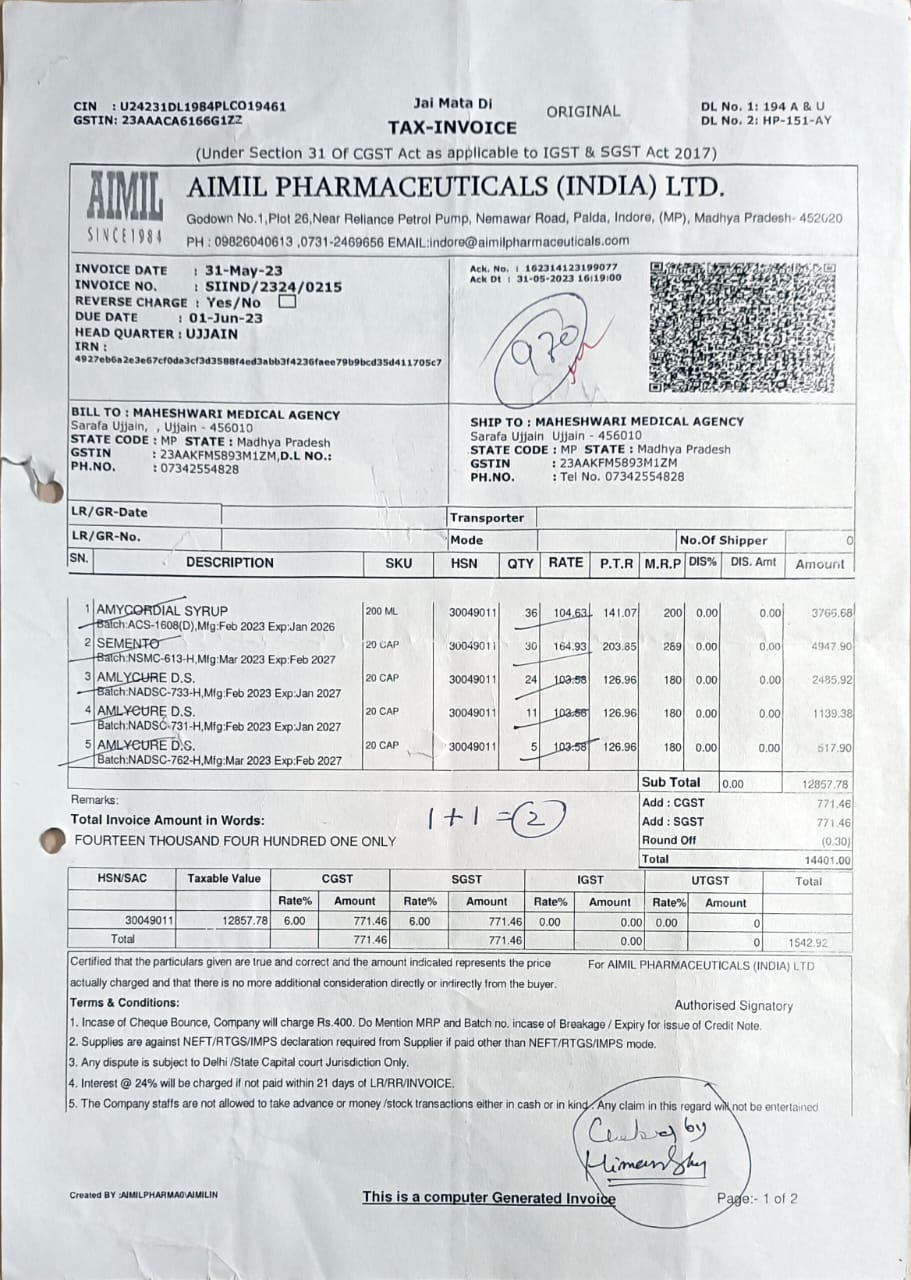 CIN : U24231DL1984PLCO19461
GSTIN: 23AAACA6166G1ZZ
Jai Mata Di
TAX-INVOICE
ORIGINAL
DL No. 1: 194 A & U
DL No. 2: HP-151-AY
(Under Section 31 Of CGST Act as applicable to IGST & SGST Act 2017)
AIMIL
SINCE1984
AIMIL PHARMACEUTICALS (INDIA) LTD.
Godown No.1,Plot 26,Near Reliance Petrol Pump, Nemawar Road, Palda, Indore, (MP), Madhya Pradesh- 452020
PH : 09826040613 ,0731-2469656 EMAIL:indore@aimilpharmaceuticals.com
INVOICE DATE : 31-May-23
INVOICE NO. : SIIND/2324/0215
REVERSE CHARGE : Yes/No
DUE DATE : 01-Jun-23
HEAD QUARTER : UJJAIN
IRN :
4927eb6a2e3e67cf0da3cf3d3588f4ed3abb3f4236faee79b9bcd35d411705c7
Ack. No. : 162314123199077
Ack Dt : 31-05-2023 16:19:00
970
BILL TO : MAHESHWARI MEDICAL AGENCY
Sarafa Ujjain, , Ujjain - 456010
STATE CODE : MP STATE : Madhya Pradesh
GSTIN : 23AAKFM5893M1ZM,D.L NO.:
PH.NO. : 07342554828
SHIP TO : MAHESHWARI MEDICAL AGENCY
Sarafa Ujjain Ujjain - 456010
STATE CODE : MP STATE : Madhya Pradesh
GSTIN : 23AAKFM5893M1ZM
PH.NO. : Tel No. 07342554828
LR/GR-Date Transporter
LR/GR-No. Mode No.Of Shipper 0
SN. DESCRIPTION SKU HSN QTY RATE P.T.R M.R.P DIS% DIS. Amt Amount
1 AMYCORDIAL SYRUP 200 ML 30049011 36 104.63 141.07 200 0.00 0.00 3766.68
Batch:ACS-1608(D),Mfg:Feb 2023 Exp:Jan 2026
2 SEMENTO 20 CAP 30049011 30 164.93 203.85 289 0.00 0.00 4947.90
Batch:NSMC-613-H,Mfg:Mar 2023 Exp:Feb 2027
3 AMLYCURE D.S. 20 CAP 30049011 24 103.58 126.96 180 0.00 0.00 2485.92
Batch:NADSC-733-H,Mfg:Feb 2023 Exp:Jan 2027
4 AMLYCURE D.S. 20 CAP 30049011 11 103.58 126.96 180 0.00 0.00 1139.38
Batch:NADSC-731-H,Mfg:Feb 2023 Exp:Jan 2027
5 AMLYCURE D.S. 20 CAP 30049011 5 103.58 126.96 180 0.00 0.00 517.90
Batch:NADSC-762-H,Mfg:Mar 2023 Exp:Feb 2027
Sub Total 0.00 12857.78
Remarks:
Add : CGST 771.46
Total Invoice Amount in Words:
1 + 1 = 2
Add : SGST 771.46
FOURTEEN THOUSAND FOUR HUNDRED ONE ONLY
Round Off (0.30)
Total 14401.00
HSN/SAC Taxable Value CGST SGST IGST UTGST Total
Rate% Amount Rate% Amount Rate% Amount Rate% Amount
30049011 12857.78 6.00 771.46 6.00 771.46 0.00 0.00 0.00 0
Total 771.46 771.46 0.00 0 1542.92
Certified that the particulars given are true and correct and the amount indicated represents the price
actually charged and that there is no more additional consideration directly or indirectly from the buyer.
For AIMIL PHARMACEUTICALS (INDIA) LTD
Terms & Conditions:
Authorised Signatory
1. Incase of Cheque Bounce, Company will charge Rs.400. Do Mention MRP and Batch no. incase of Breakage / Expiry for issue of Credit Note.
2. Supplies are against NEFT/RTGS/IMPS declaration required from Supplier if paid other than NEFT/RTGS/IMPS mode.
3. Any dispute is subject to Delhi /State Capital court Jurisdiction Only.
4. Interest @ 24% will be charged if not paid within 21 days of LR/RR/INVOICE.
5. The Company staffs are not allowed to take advance or money /stock transactions either in cash or in kind . Any claim in this regard will not be entertained
by
Himanshu
Created BY :AIMILPHARMA0\AIMILIN
This is a computer Generated Invoice
Page:- 1 of 2